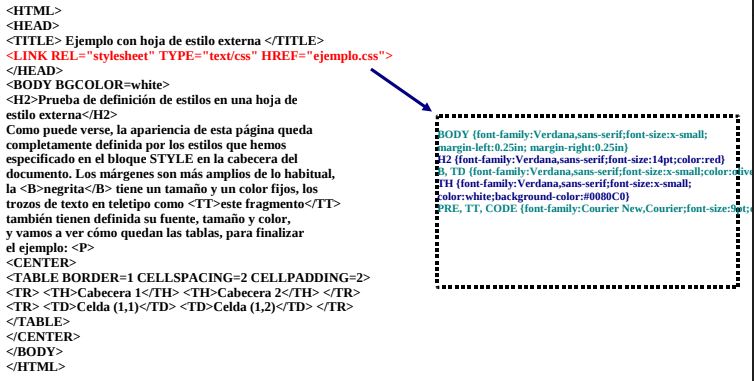 <HTML>
<HEAD>
<TITLE> Ejemplo con hoja de estilo externa </TITLE>
<LINK REL="stylesheet" TYPE="text/css" HREF="ejemplo.css">
</HEAD>
<BODY BGCOLOR=white>
<H2>Prueba de definición de estilos en una hoja de
estilo externa</H2>
Como puede verse, la apariencia de esta página queda
completamente definida por los estilos que hemos
especificado en el bloque STYLE en la cabecera del
documento. Los márgenes son más amplios de lo habitual,
la <B>negrita</B> tiene un tamaño y un color fijos, los
trozos de texto en teletipo como <TT>este fragmento</TT>
también tienen definida su fuente, tamaño y color,
y vamos a ver cómo quedan las tablas, para finalizar
el ejemplo: <P>
<CENTER>
<TABLE BORDER=1 CELLSPACING=2 CELLPADDING=2>
<TR> <TH>Cabecera 1</TH> <TH>Cabecera 2</TH> </TR>
<TR> <TD>Celda (1,1)</TD> <TD>Celda (1,2)</TD> </TR>
</TABLE>
</CENTER>
</BODY>
</HTML>
BODY {font-family:Verdana,sans-serif;font-size:x-small;
margin-left:0.25in; margin-right:0.25in}
H2 {font-family:Verdana,sans-serif;font-size:14pt;color:red}
B, TD {font-family:Verdana,sans-serif;font-size:x-small;color:olive
TH {font-family:Verdana,sans-serif;font-size:x-small;
color:white;background-color:#0080C0}
PRE, TT, CODE {font-family:Courier New,Courier;font-size:9pt;